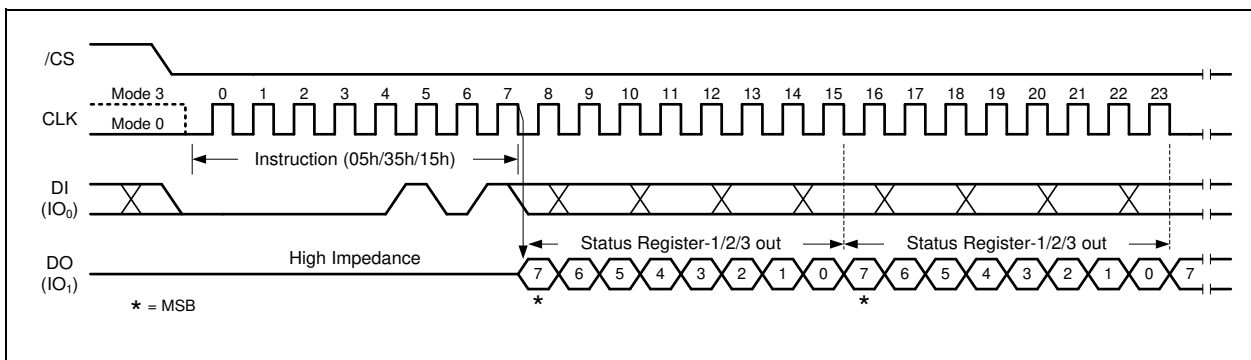 /CS
Mode 3 0 1 2 3 4 5 6 7 8 9 10 11 12 13 14 15 16 17 18 19 20 21 22 23
CLK
Mode 0
Instruction (05h/35h/15h)
DI
(IO₀)
Status Register-1/2/3 out Status Register-1/2/3 out
High Impedance
DO
(IO₁)
7 6 5 4 3 2 1 0 7 6 5 4 3 2 1 0 7
* *
* = MSB